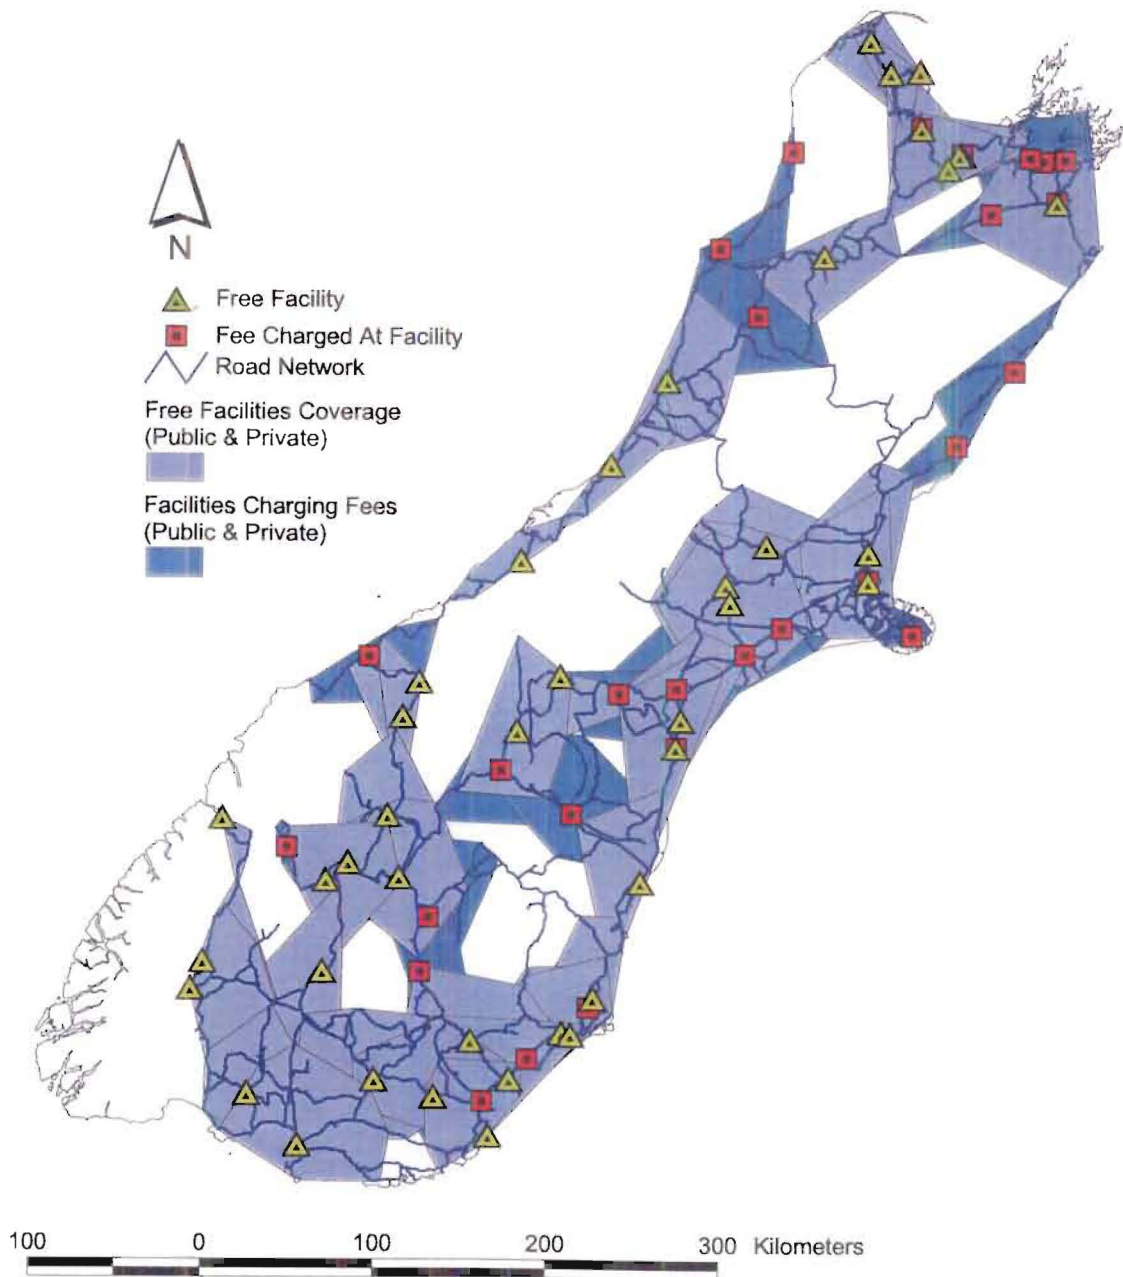 N
Free Facility
Fee Charged At Facility
Road Network
Free Facilities Coverage
(Public & Private)
Facilities Charging Fees
(Public & Private)
100 0 100 200 300 Kilometers